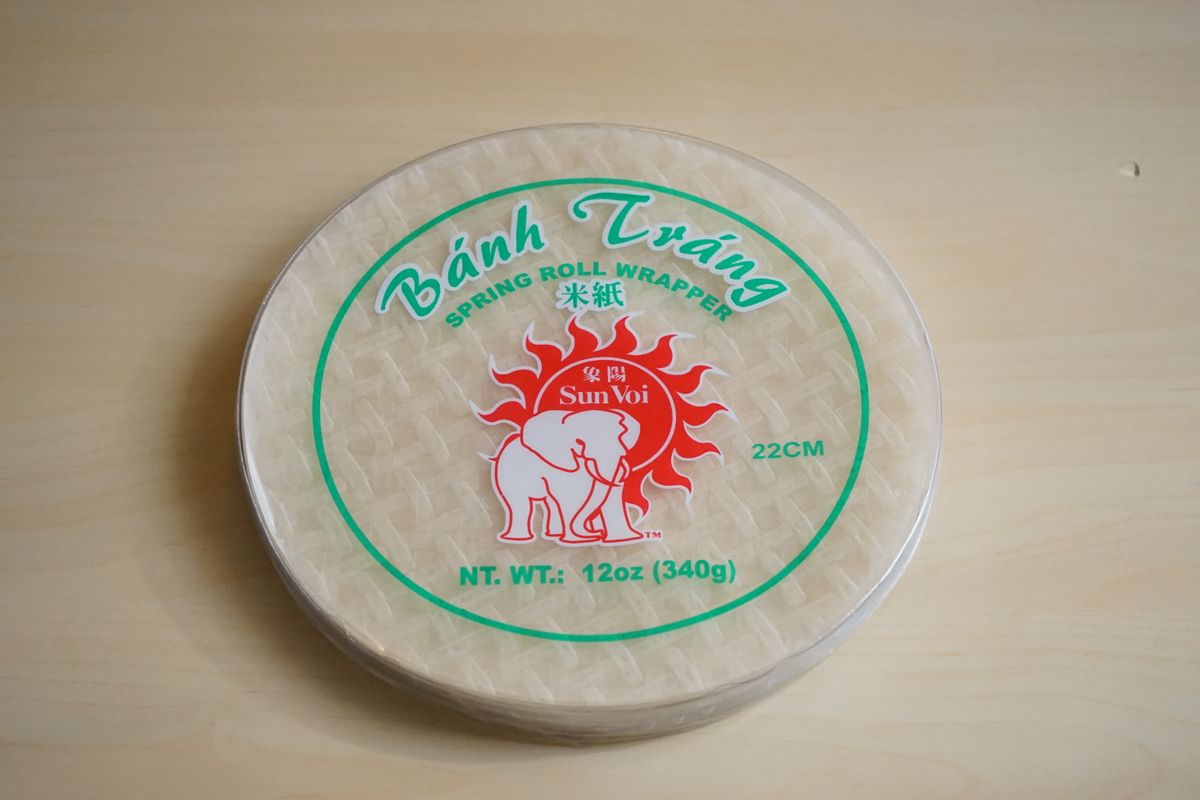 Bánh Tráng
SPRING ROLL WRAPPER
米紙
象陽
Sun Voi
22CM
TM
NT. WT.: 12oz (340g)